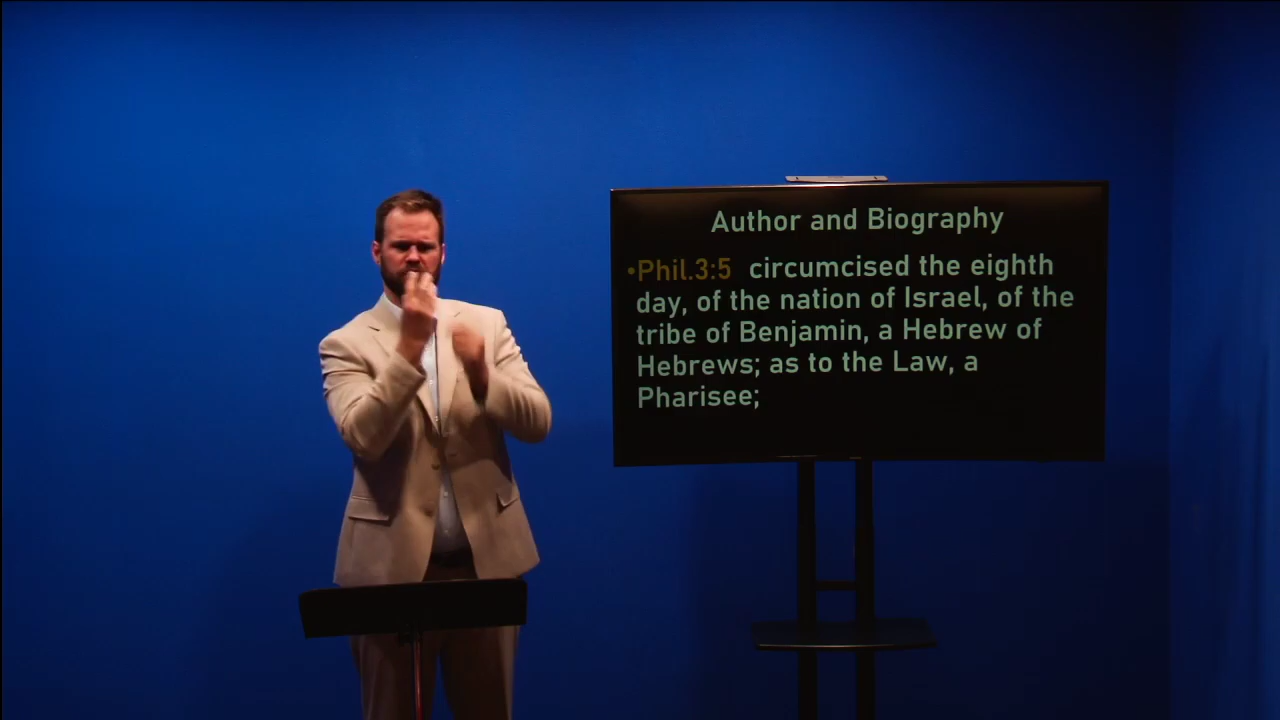 Author and Biography
•Phil.3:5 circumcised the eighth
day, of the nation of Israel, of the
tribe of Benjamin, a Hebrew of
Hebrews; as to the Law, a
Pharisee;